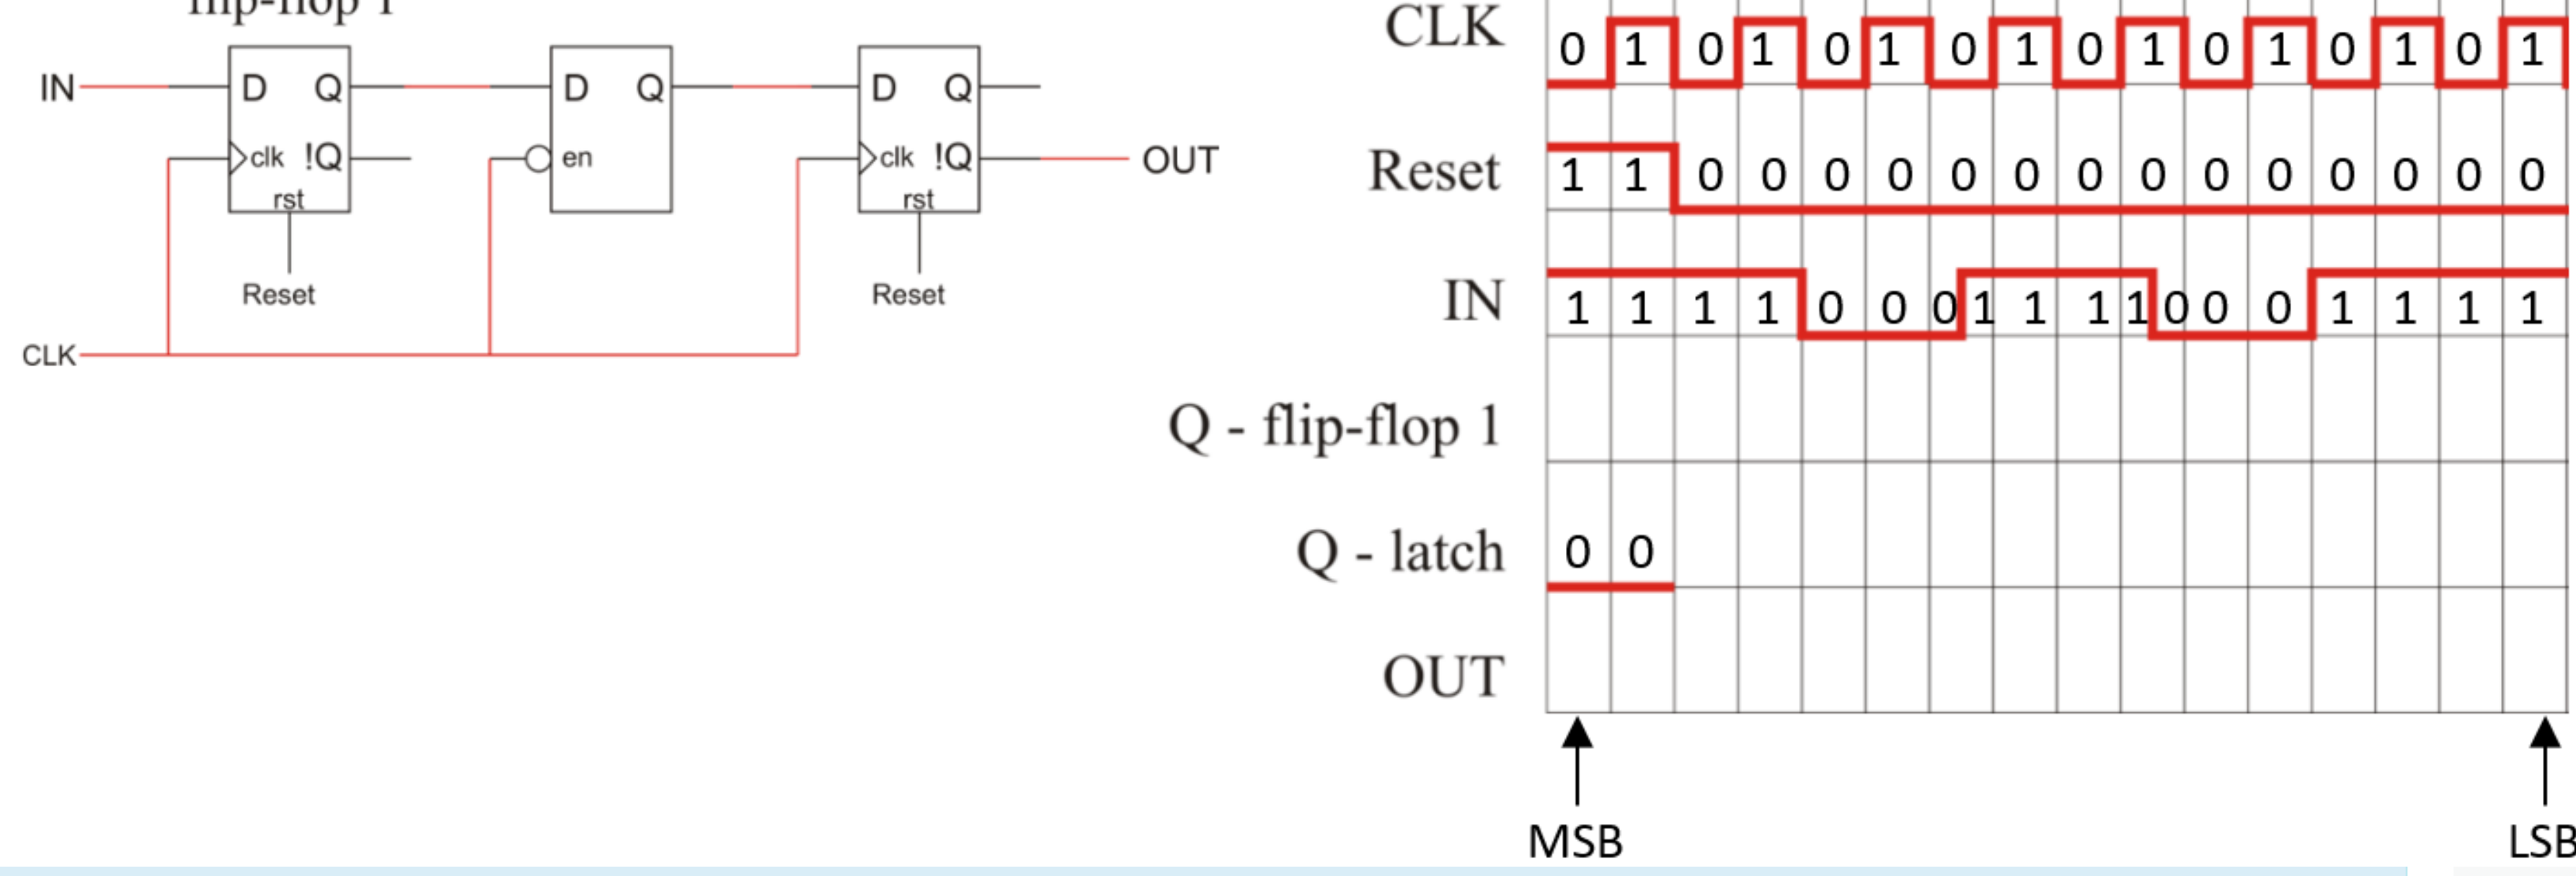 flip-flop 1
IN D Q D Q D Q
clk !Q en clk !Q OUT
rst rst
Reset Reset
CLK
CLK 0 1 0 1 0 1 0 1 0 1 0 1 0 1 0 1
Reset 1 1 0 0 0 0 0 0 0 0 0 0 0 0 0 0
IN 1 1 1 1 0 0 0 1 1 1 1 0 0 0 1 1 1 1
Q - flip-flop 1
Q - latch 0 0
OUT
MSB LSB